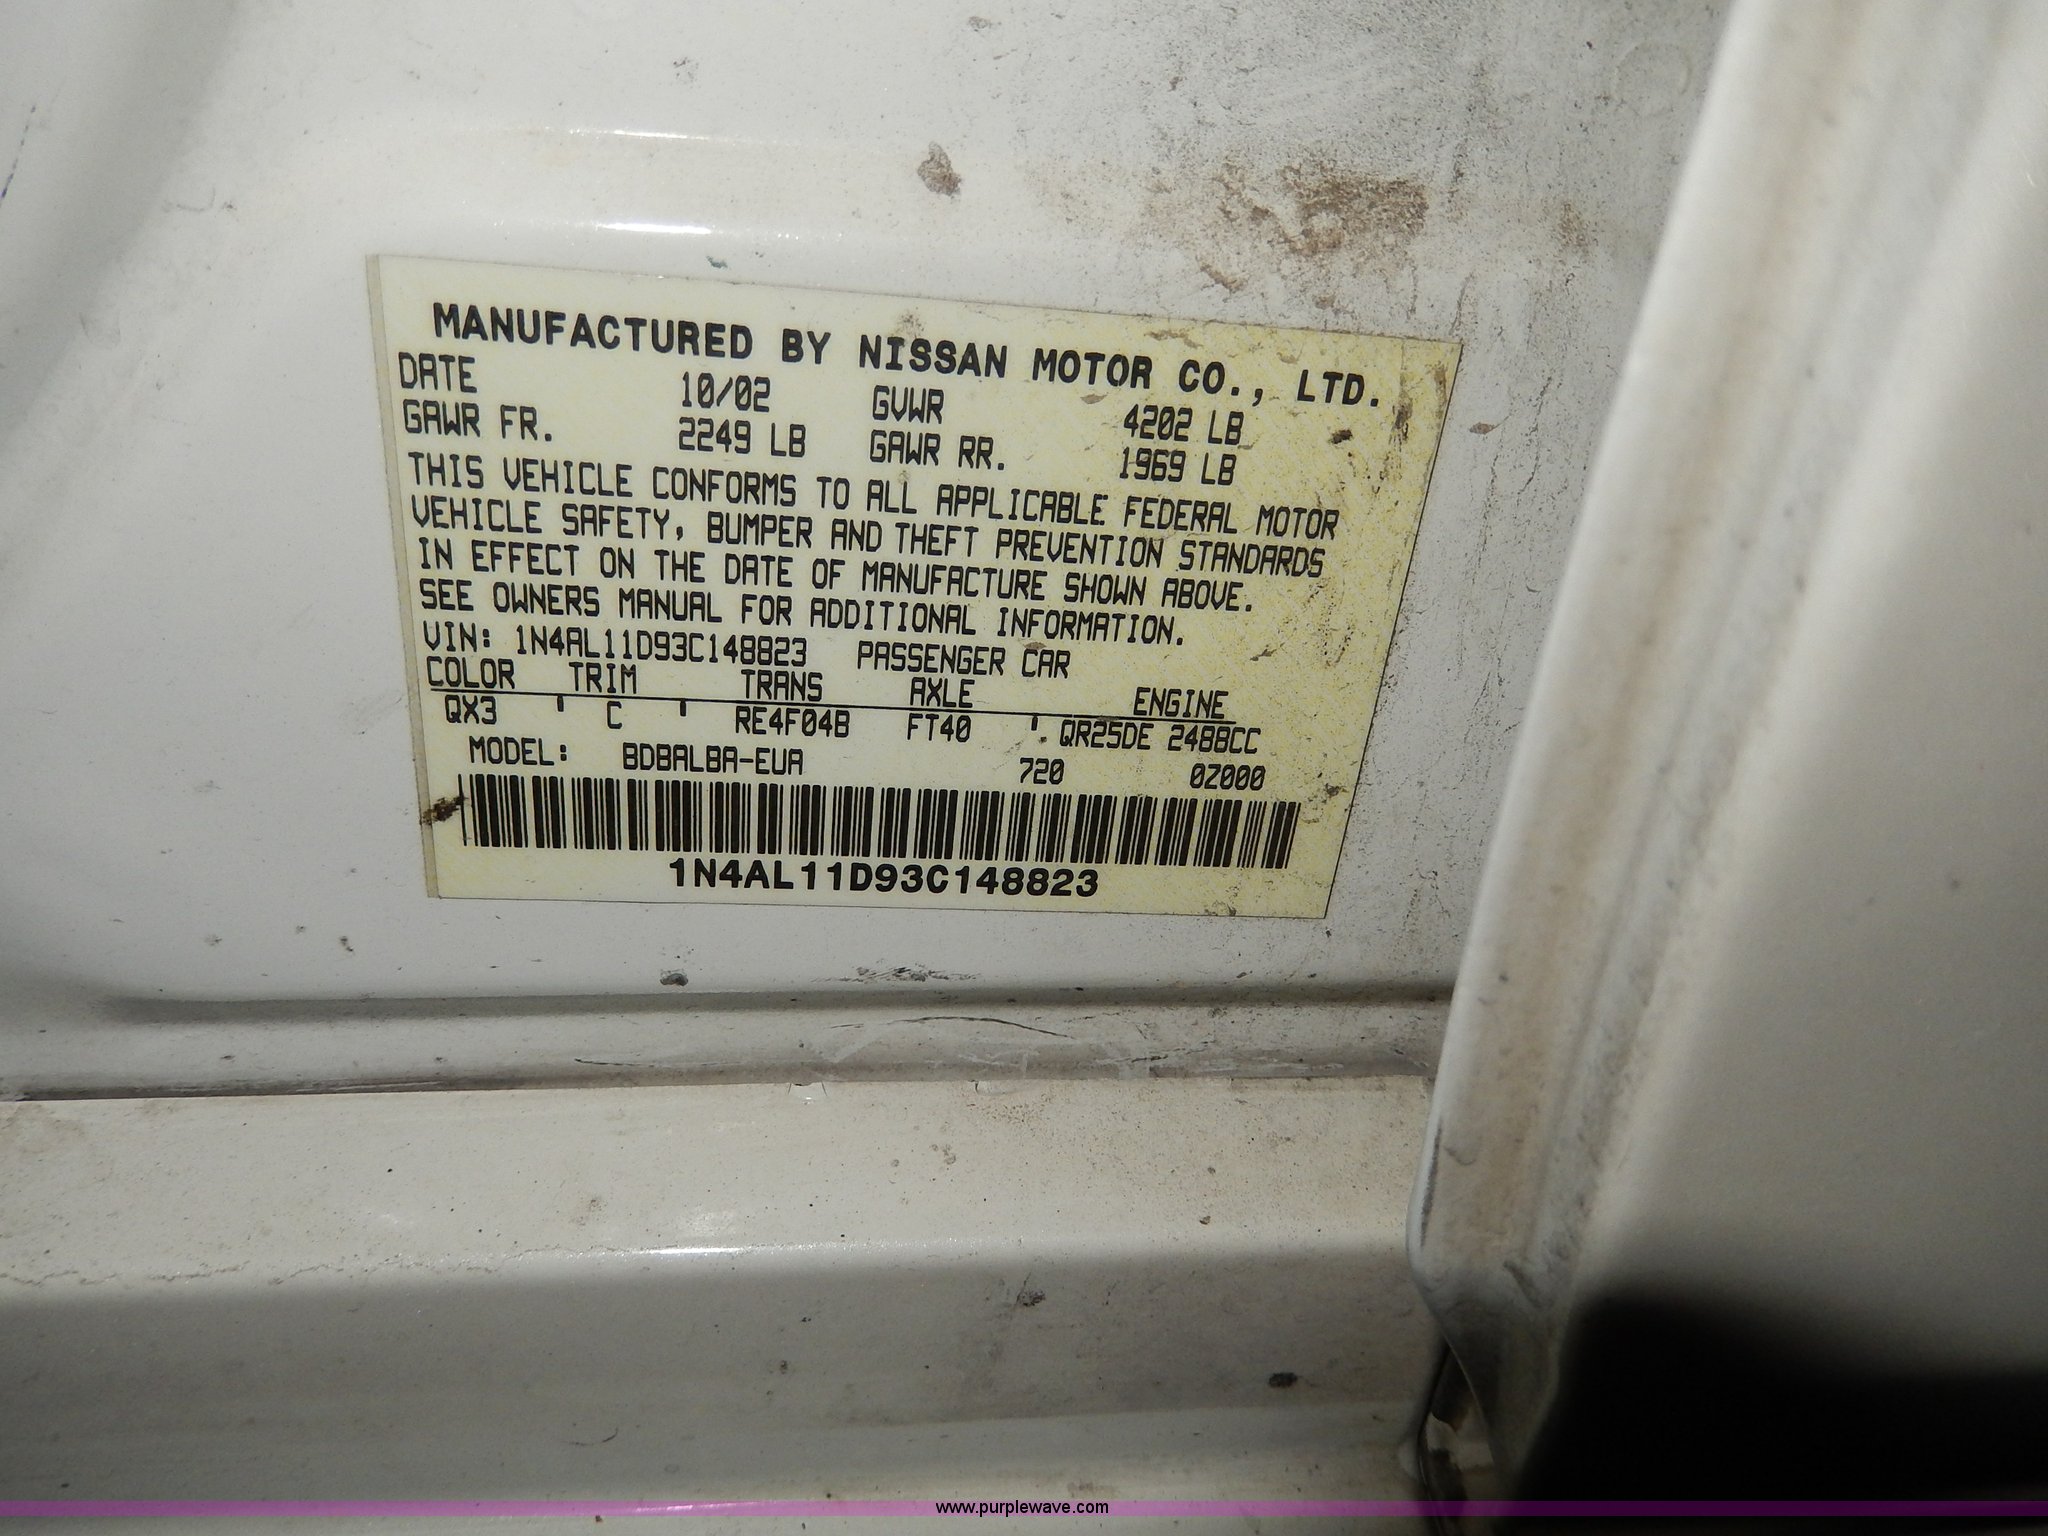 MANUFACTURED BY NISSAN MOTOR CO., LTD.
DATE 10/02 GVWR 4202 LB
GAWR FR. 2249 LB GAWR RR. 1969 LB
THIS VEHICLE CONFORMS TO ALL APPLICABLE FEDERAL MOTOR
VEHICLE SAFETY, BUMPER AND THEFT PREVENTION STANDARDS
IN EFFECT ON THE DATE OF MANUFACTURE SHOWN ABOVE.
SEE OWNERS MANUAL FOR ADDITIONAL INFORMATION.
VIN: 1N4AL11D93C148823 PASSENGER CAR
COLOR TRIM TRANS AXLE ENGINE
QX3 ' C ' RE4F04B FT40 ' QR25DE 2488CC
MODEL: BDBALBA-EUA 720 0Z000
1N4AL11D93C148823
www.purplewave.com